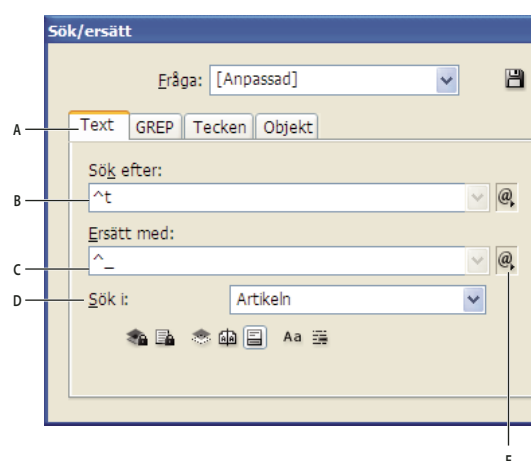 Sök/ersätt
Fråga: [Anpassad]
A Text GREP Tecken Objekt
Sök efter:
B ^t @
Ersätt med:
C ^_ @
D Sök i: Artikeln
Aa
E